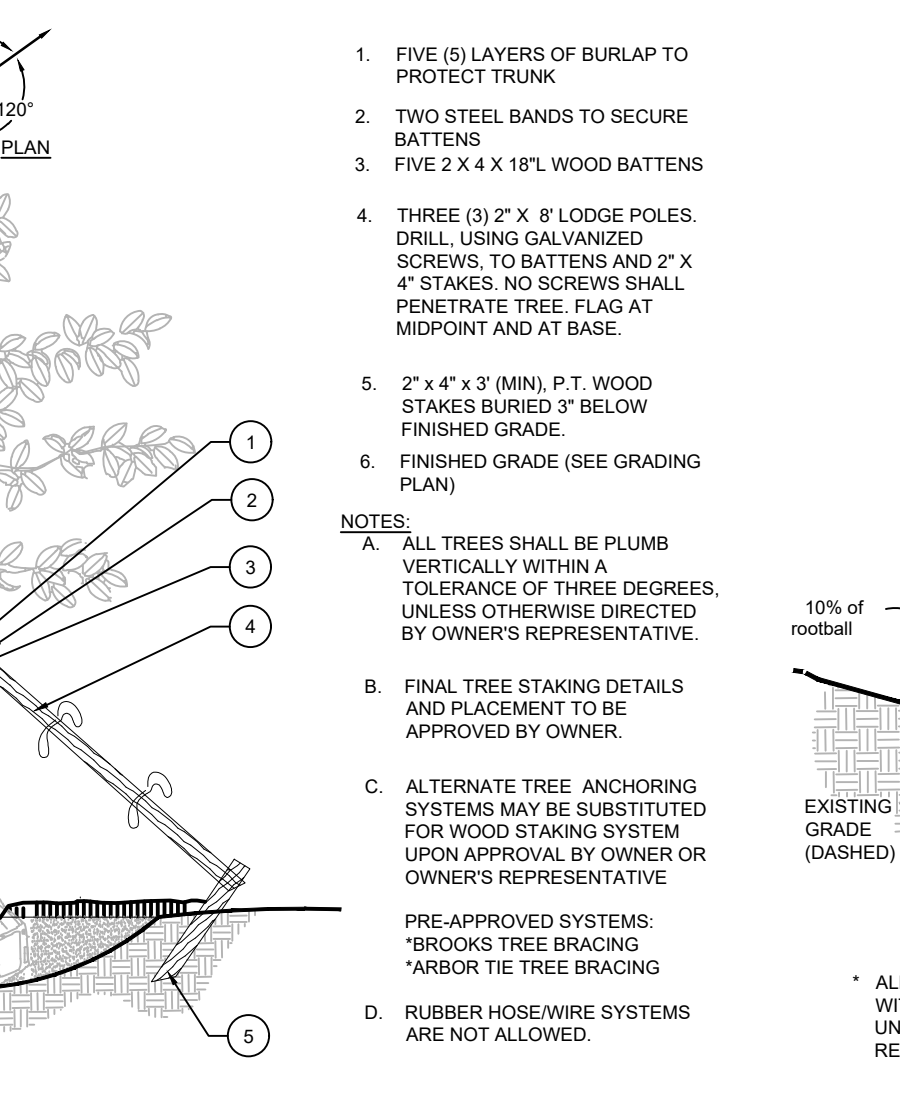 120°
PLAN
1. FIVE (5) LAYERS OF BURLAP TO
PROTECT TRUNK
2. TWO STEEL BANDS TO SECURE
BATTENS
3. FIVE 2 X 4 X 18"L WOOD BATTENS
4. THREE (3) 2" X 8' LODGE POLES.
DRILL, USING GALVANIZED
SCREWS, TO BATTENS AND 2" X
4" STAKES. NO SCREWS SHALL
PENETRATE TREE. FLAG AT
MIDPOINT AND AT BASE.
5. 2" x 4" x 3' (MIN), P.T. WOOD
STAKES BURIED 3" BELOW
FINISHED GRADE.
6. FINISHED GRADE (SEE GRADING
PLAN)
NOTES:
A. ALL TREES SHALL BE PLUMB
VERTICALLY WITHIN A
TOLERANCE OF THREE DEGREES,
UNLESS OTHERWISE DIRECTED
BY OWNER'S REPRESENTATIVE.
B. FINAL TREE STAKING DETAILS
AND PLACEMENT TO BE
APPROVED BY OWNER.
C. ALTERNATE TREE ANCHORING
SYSTEMS MAY BE SUBSTITUTED
FOR WOOD STAKING SYSTEM
UPON APPROVAL BY OWNER OR
OWNER'S REPRESENTATIVE
PRE-APPROVED SYSTEMS:
*BROOKS TREE BRACING
*ARBOR TIE TREE BRACING
D. RUBBER HOSE/WIRE SYSTEMS
ARE NOT ALLOWED.
1
2
3
4
5
10% of
rootball
EXISTING
GRADE
(DASHED)
* AL
WI
UN
RE